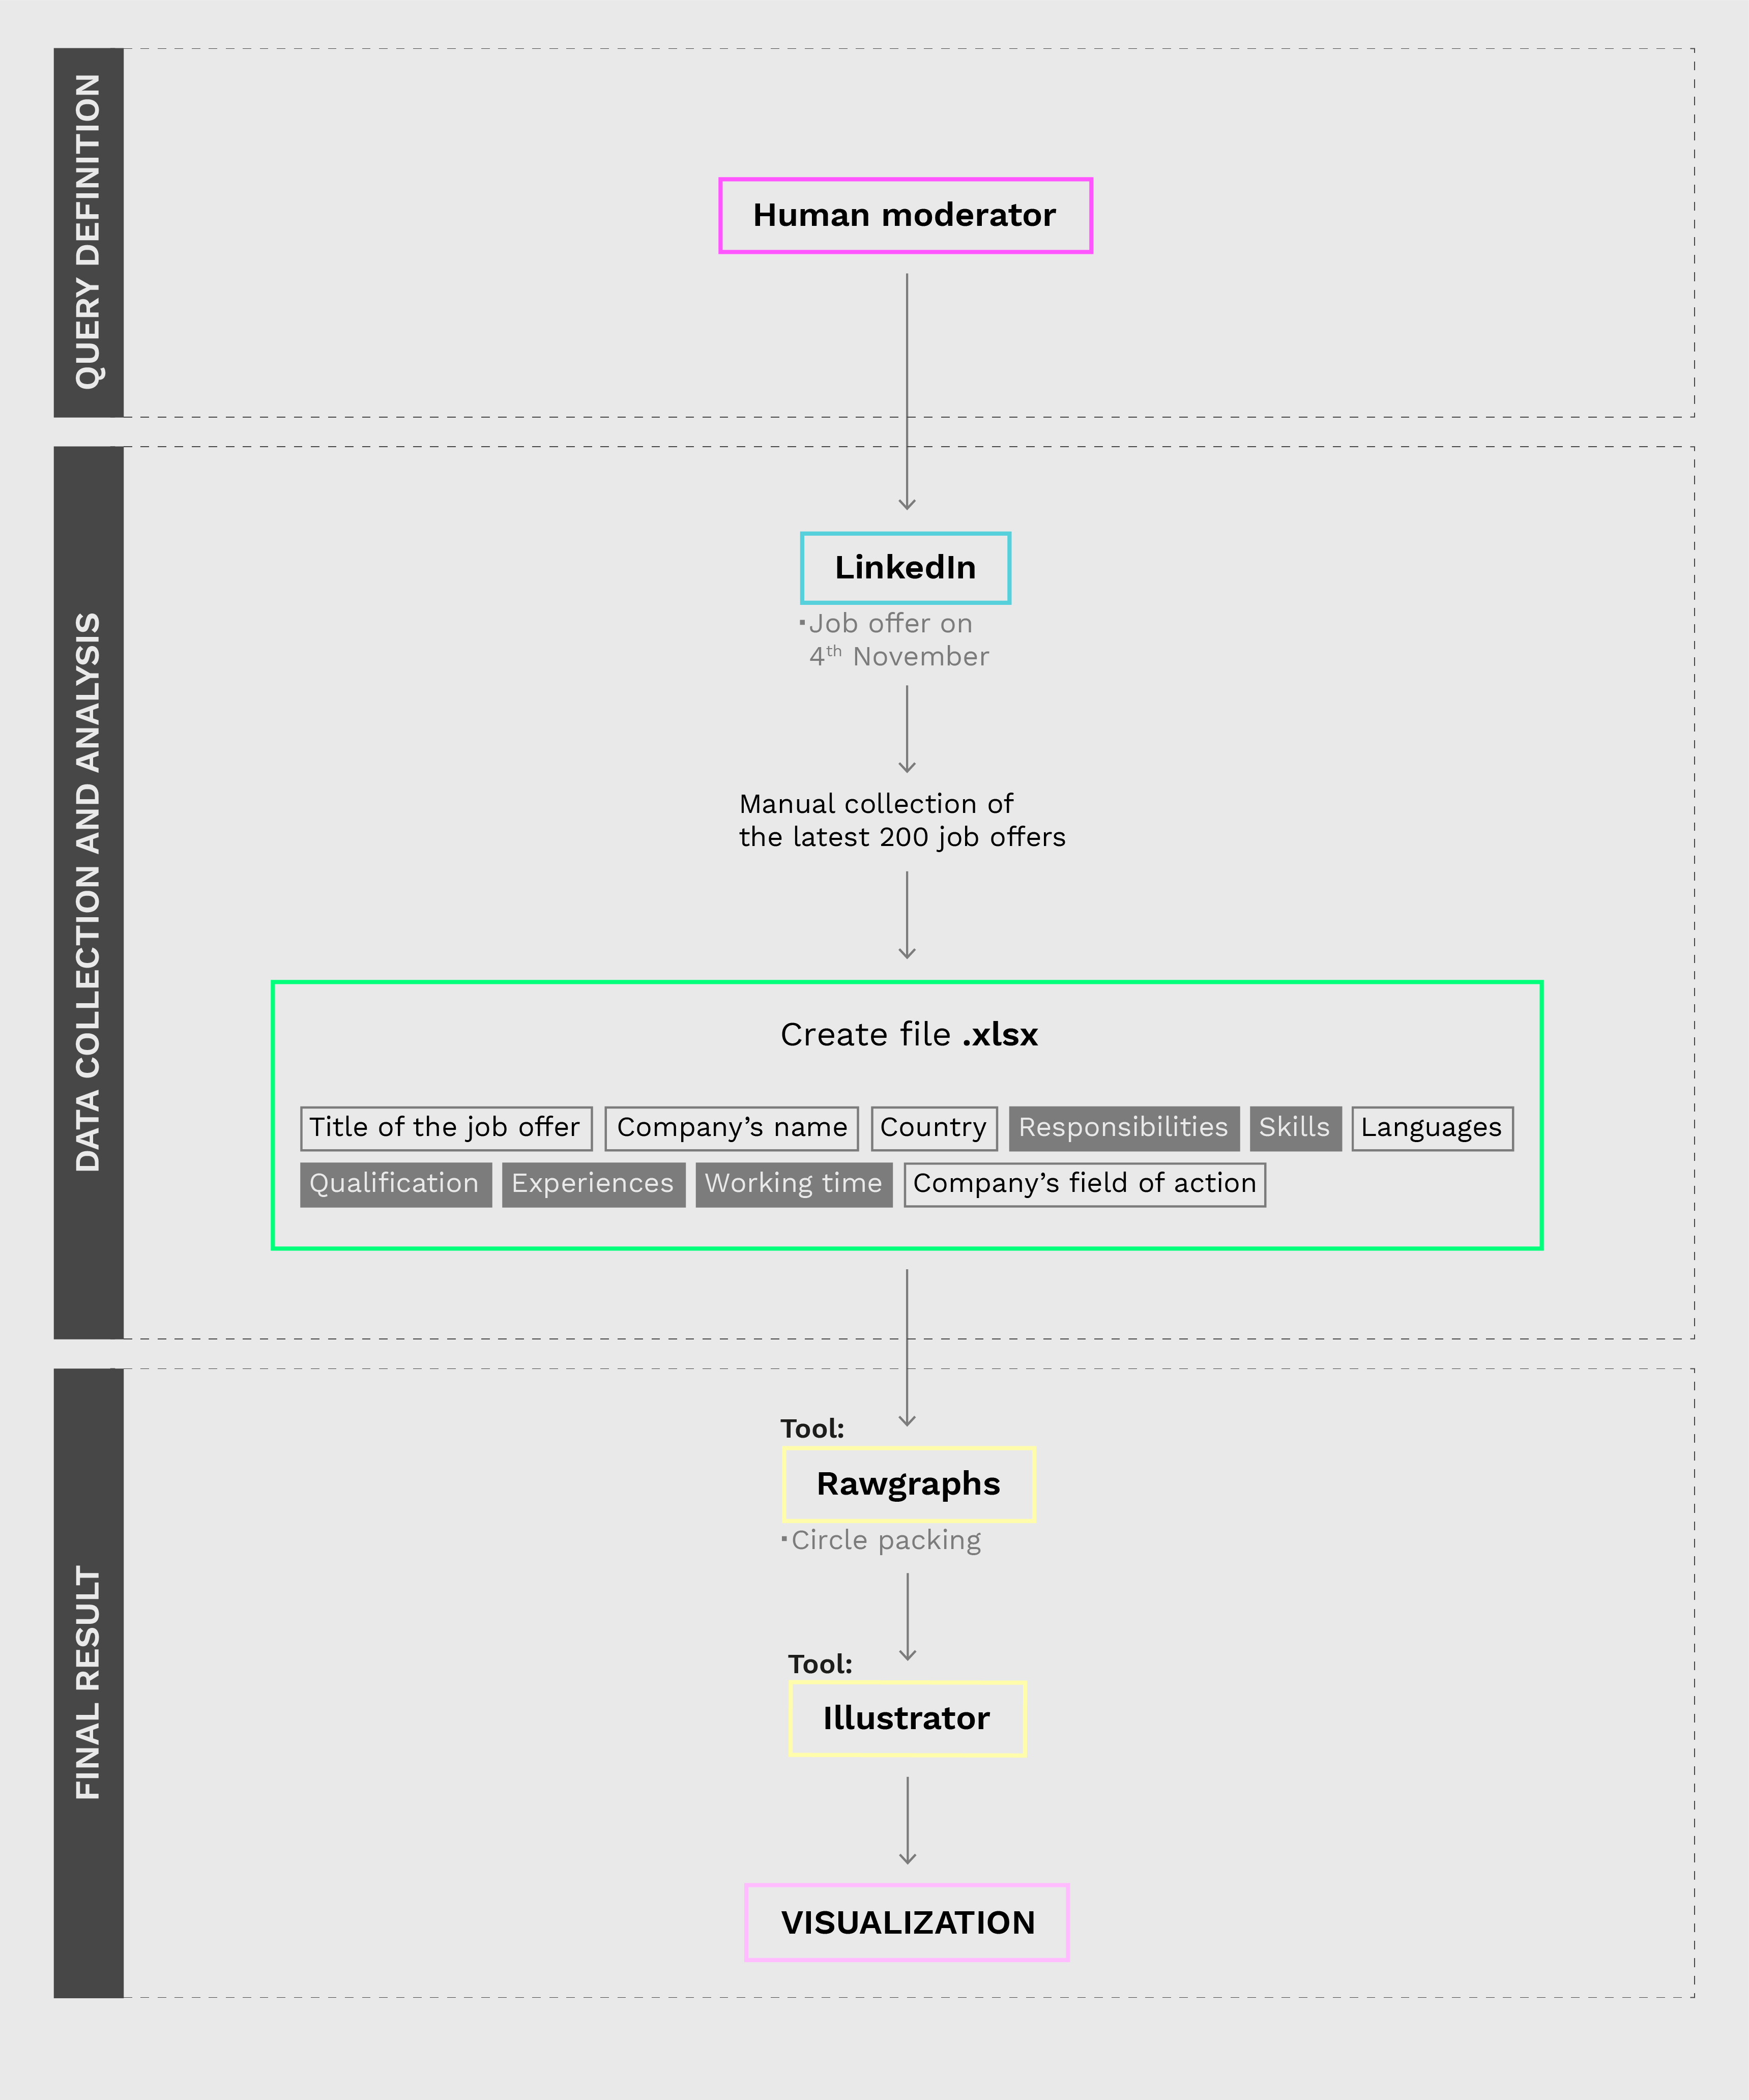 QUERY DEFINITION
Human moderator
DATA COLLECTION AND ANALYSIS
LinkedIn
▪Job offer on
4th November
Manual collection of
the latest 200 job offers
Create file .xlsx
Title of the job offer Company’s name Country Responsibilities Skills Languages
Qualification Experiences Working time Company’s field of action
FINAL RESULT
Tool:
Rawgraphs
▪Circle packing
Tool:
Illustrator
VISUALIZATION